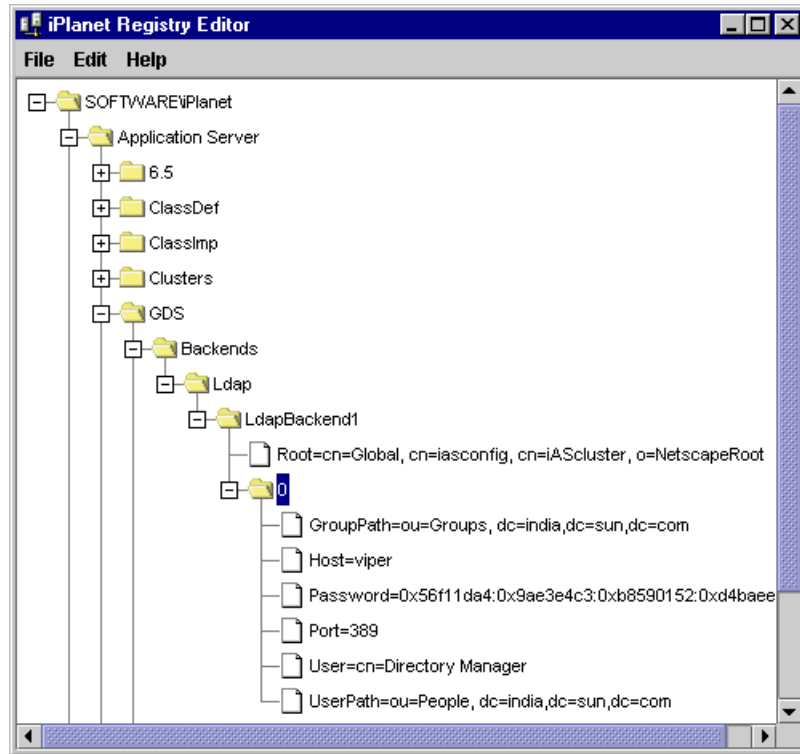 iPlanet Registry Editor
File Edit Help
SOFTWARE\iPlanet
Application Server
6.5
ClassDef
ClassImp
Clusters
GDS
Backends
Ldap
LdapBackend1
Root=cn=Global, cn=iasconfig, cn=iAScluster, o=NetscapeRoot
0
GroupPath=ou=Groups, dc=india,dc=sun,dc=com
Host=viper
Password=0x56f11da4:0x9ae3e4c3:0xb8590152:0xd4baee
Port=389
User=cn=Directory Manager
UserPath=ou=People, dc=india,dc=sun,dc=com